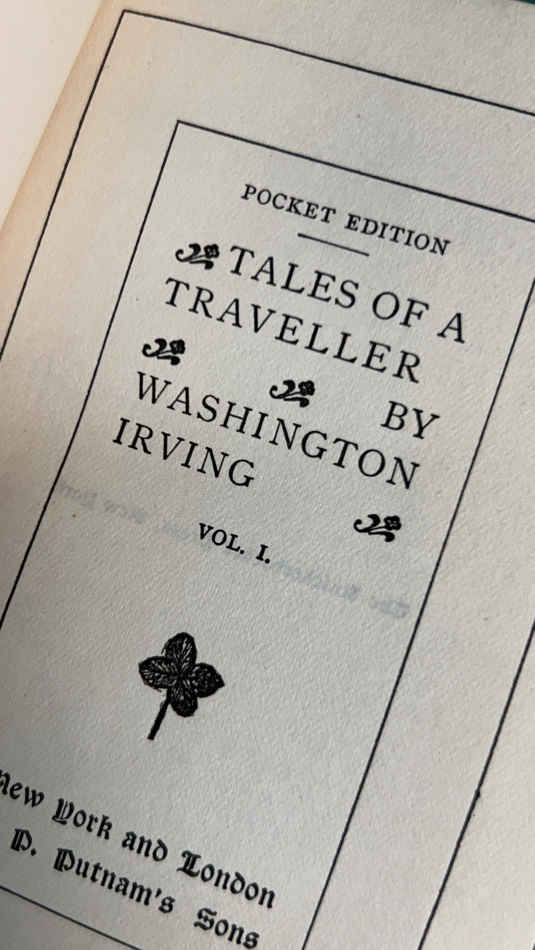 POCKET EDITION
TALES OF A
TRAVELLER
BY
WASHINGTON
IRVING
VOL. I.
New York and London
P. Putnam's Sons